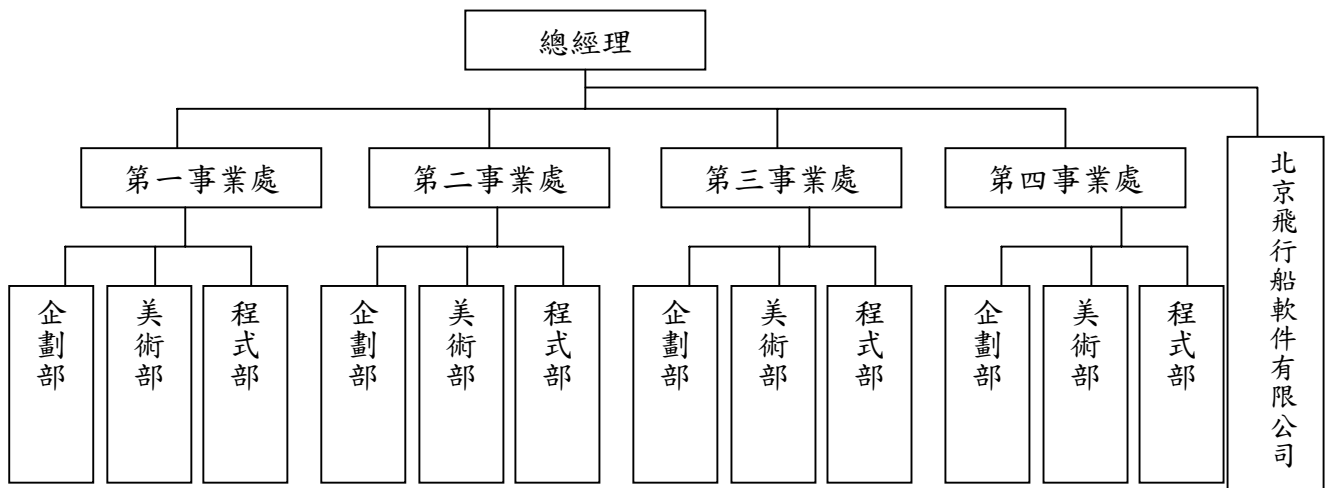 總經理
第一事業處
第二事業處
第三事業處
第四事業處
北京飛行船軟件有限公司
企劃部
美術部
程式部
企劃部
美術部
程式部
企劃部
美術部
程式部
企劃部
美術部
程式部